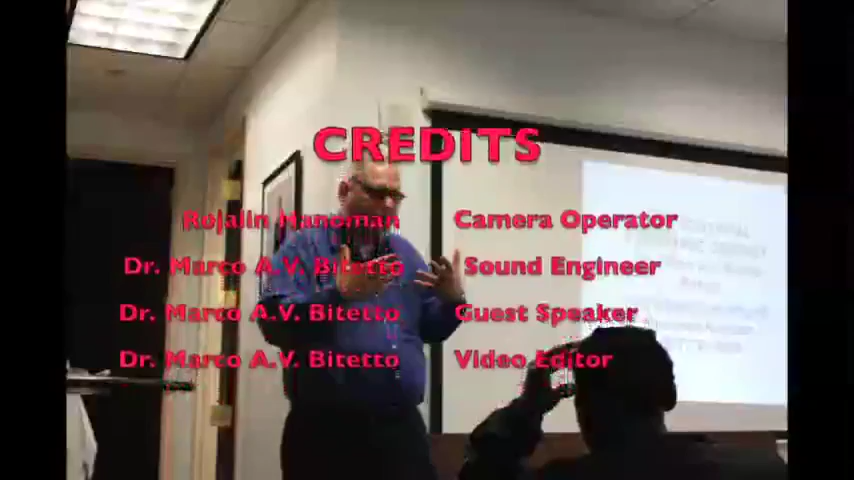 CREDITS
Rojalin Hanoman Camera Operator
Dr. Marco A.V. Bitetto Sound Engineer
Dr. Marco A.V. Bitetto Guest Speaker
Dr. Marco A.V. Bitetto Video Editor